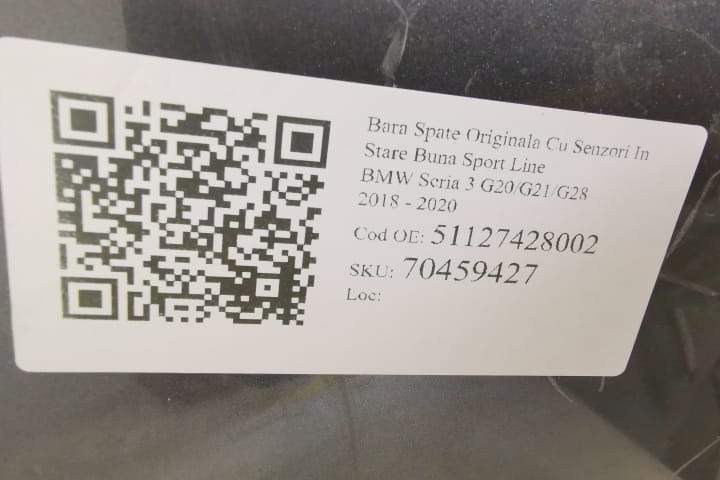 Bara Spate Originala Cu Senzori In
Stare Buna Sport Line
BMW Seria 3 G20/G21/G28
2018 - 2020
Cod OE: 51127428002
SKU: 70459427
Loc: